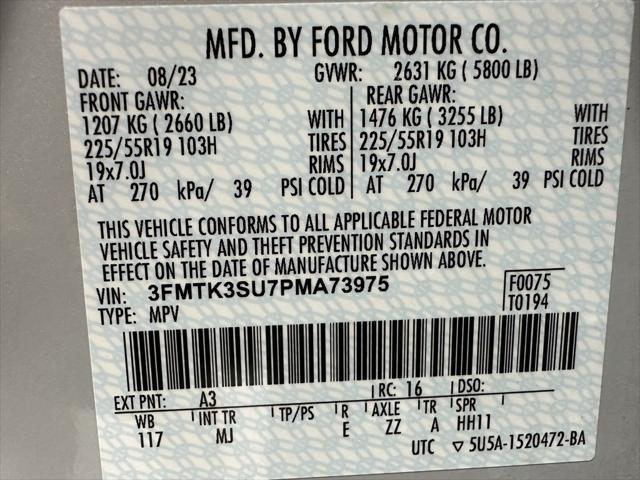 MFD. BY FORD MOTOR CO.
DATE: 08/23 GVWR: 2631 KG ( 5800 LB)
FRONT GAWR: REAR GAWR:
1207 KG ( 2660 LB) WITH 1476 KG ( 3255 LB) WITH
225/55R19 103H TIRES 225/55R19 103H TIRES
19x7.0J RIMS 19x7.0J RIMS
AT 270 kPa/ 39 PSI COLD AT 270 kPa/ 39 PSI COLD
THIS VEHICLE CONFORMS TO ALL APPLICABLE FEDERAL MOTOR
VEHICLE SAFETY AND THEFT PREVENTION STANDARDS IN
EFFECT ON THE DATE OF MANUFACTURE SHOWN ABOVE.
VIN: 3FMTK3SU7PMA73975 F0075
TYPE: MPV T0194
EXT PNT: A3 RC: 16 DSO:
WB INT TR TP/PS R AXLE TR SPR
117 MJ E ZZ A HH11
UTC ▽ 5U5A-1520472-BA